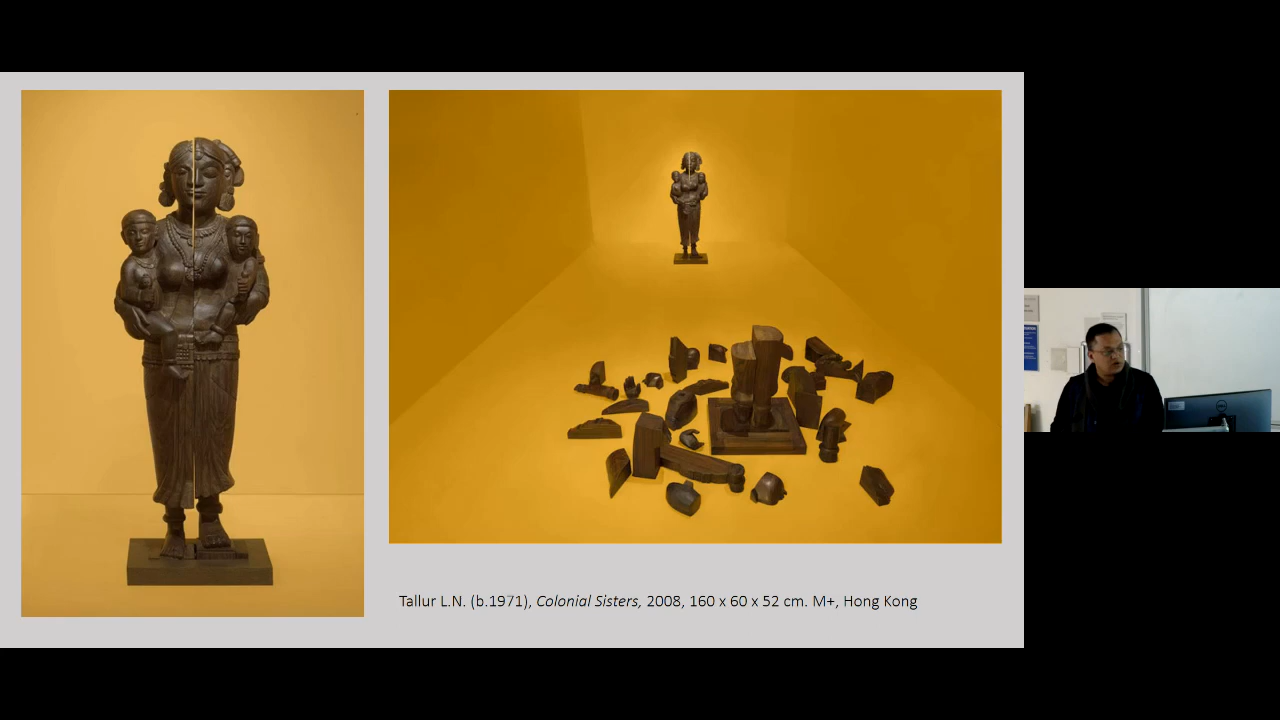 Tallur L.N. (b.1971), Colonial Sisters, 2008, 160 x 60 x 52 cm. M+, Hong Kong